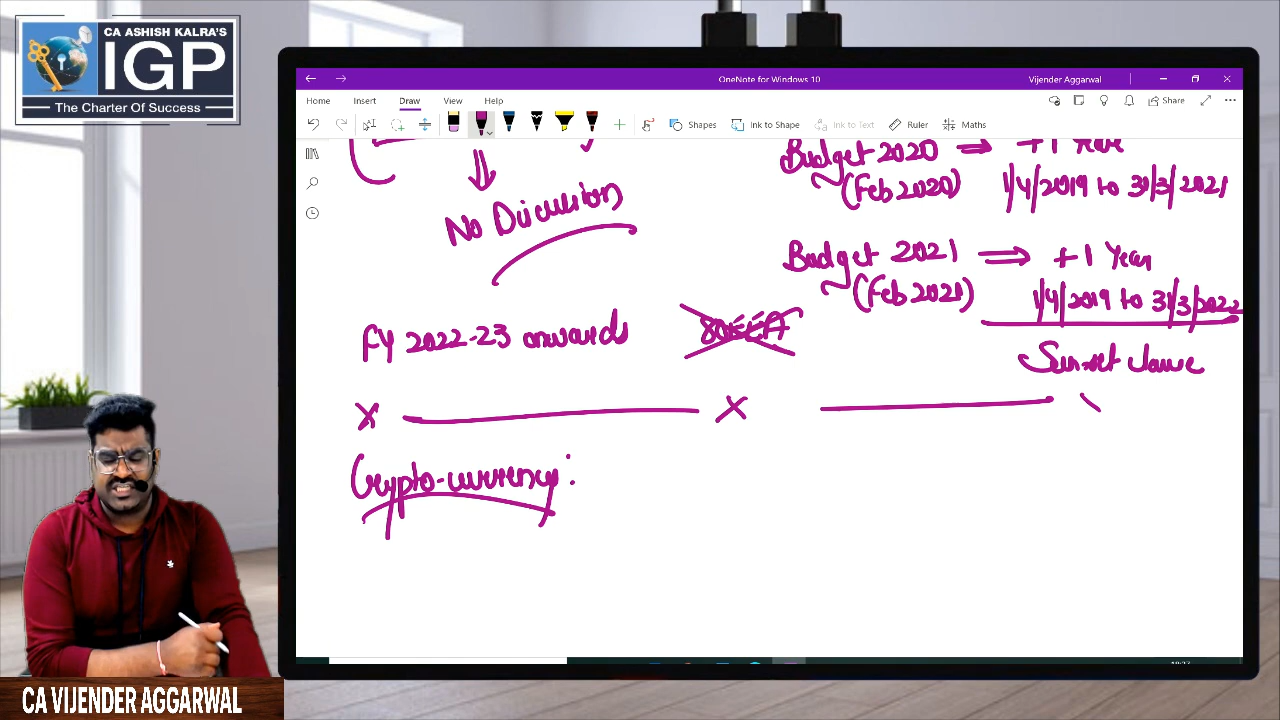 CA ASHISH KALRA'S
IGP
The Charter Of Success
OneNote for Windows 10
Vijender Aggarwal
Home Insert Draw View Help
Share
Shapes Ink to Shape Ink to Text Ruler Maths
Budget 2020 ⇒ +1 Year
(Feb 2020) 1/4/2019 to 31/3/2021
No Discussion
Budget 2021 ⇒ +1 Year
(Feb 2021) 1/4/2019 to 31/3/2022
FY 2022-23 onwards 80EEA
Sunset clause
x x
Crypto-currency:
CA VIJENDER AGGARWAL